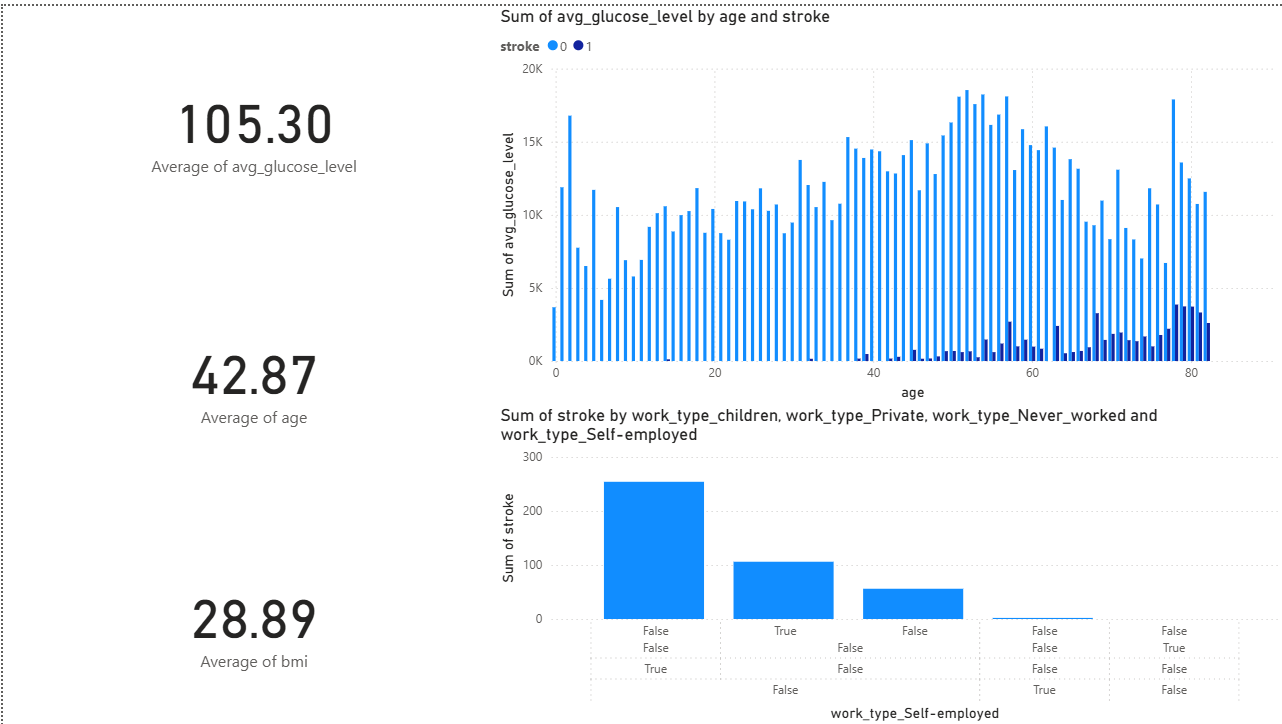 105.30
Average of avg_glucose_level
42.87
Average of age
28.89
Average of bmi
Sum of avg_glucose_level by age and stroke
stroke 0 1
Sum of avg_glucose_level
20K
15K
10K
5K
0K
0 20 40 60 80
age
Sum of stroke by work_type_children, work_type_Private, work_type_Never_worked and
work_type_Self-employed
Sum of stroke
300
200
100
0
False True False False False
False False False True
True False False False
False True False
work_type_Self-employed